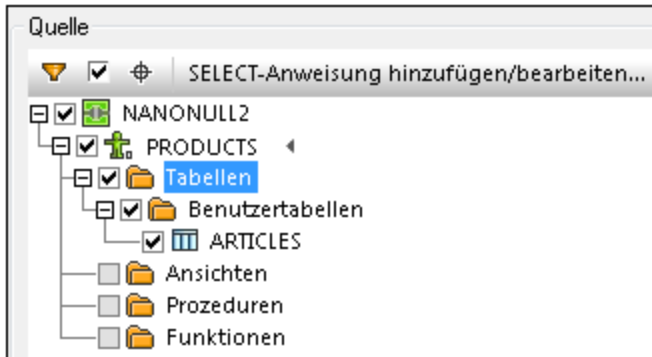 Quelle
SELECT-Anweisung hinzufügen/bearbeiten...
NANONULL2
PRODUCTS
Tabellen
Benutzertabellen
ARTICLES
Ansichten
Prozeduren
Funktionen